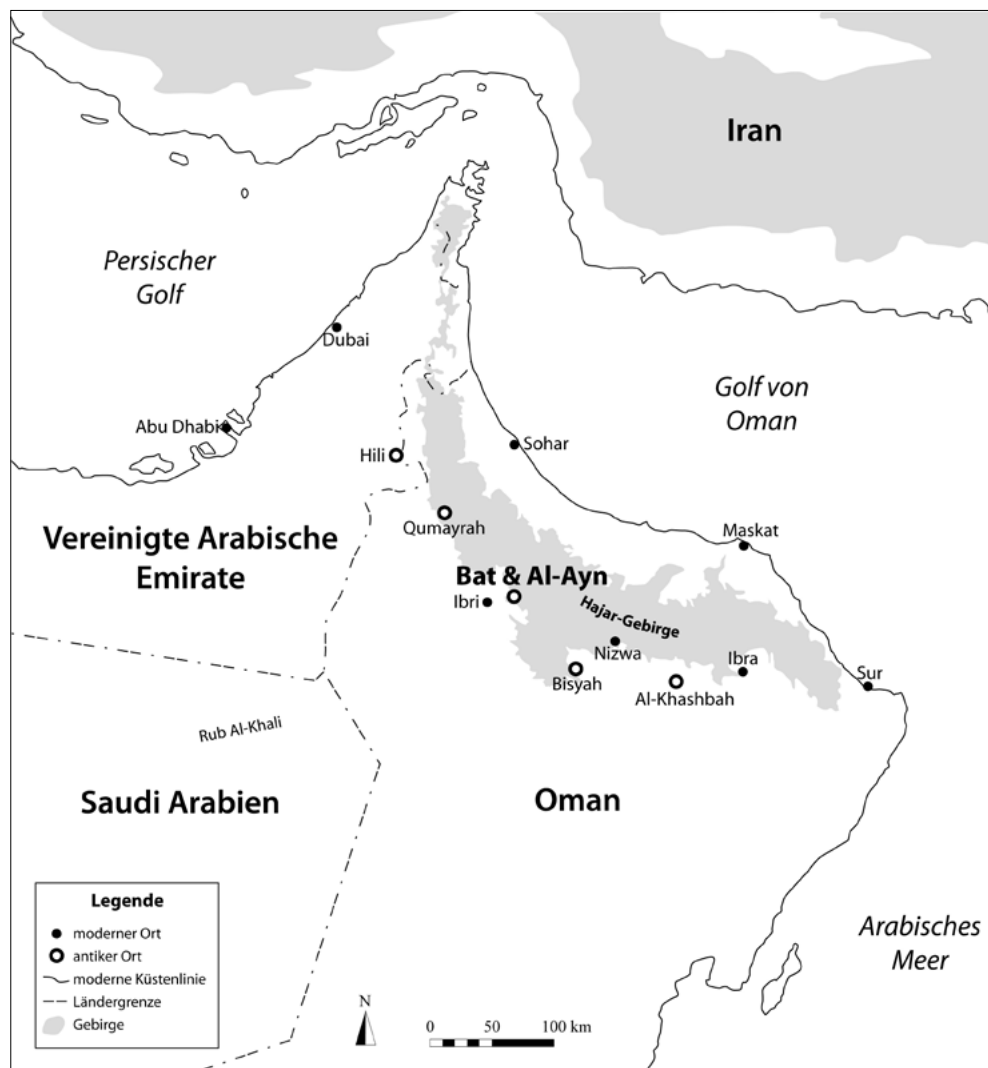 Iran
Persischer
Golf
Dubai
Golf von
Oman
Abu Dhabi
Sohar
Hili
Qumayrah
Vereinigte Arabische
Emirate
Maskat
Bat & Al-Ayn
Ibri
Hajar-Gebirge
Nizwa
Ibra
Bisyah
Al-Khashbah
Sur
Rub Al-Khali
Saudi Arabien
Oman
Legende
moderner Ort
antiker Ort
moderne Küstenlinie
Ländergrenze
Gebirge
N
0 50 100 km
Arabisches
Meer